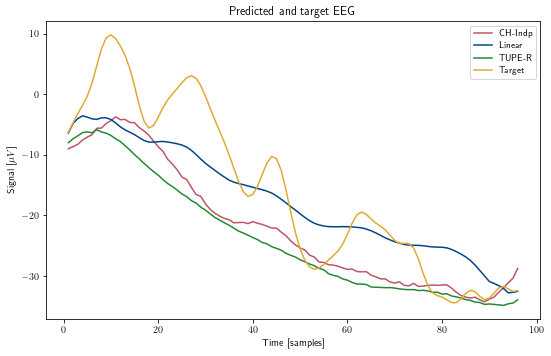 Predicted and target EEG
CH-Indp
Linear
TUPE-R
Target
Signal [μV]
10
0
−10
−20
−30
0
20
40
60
80
100
Time [samples]